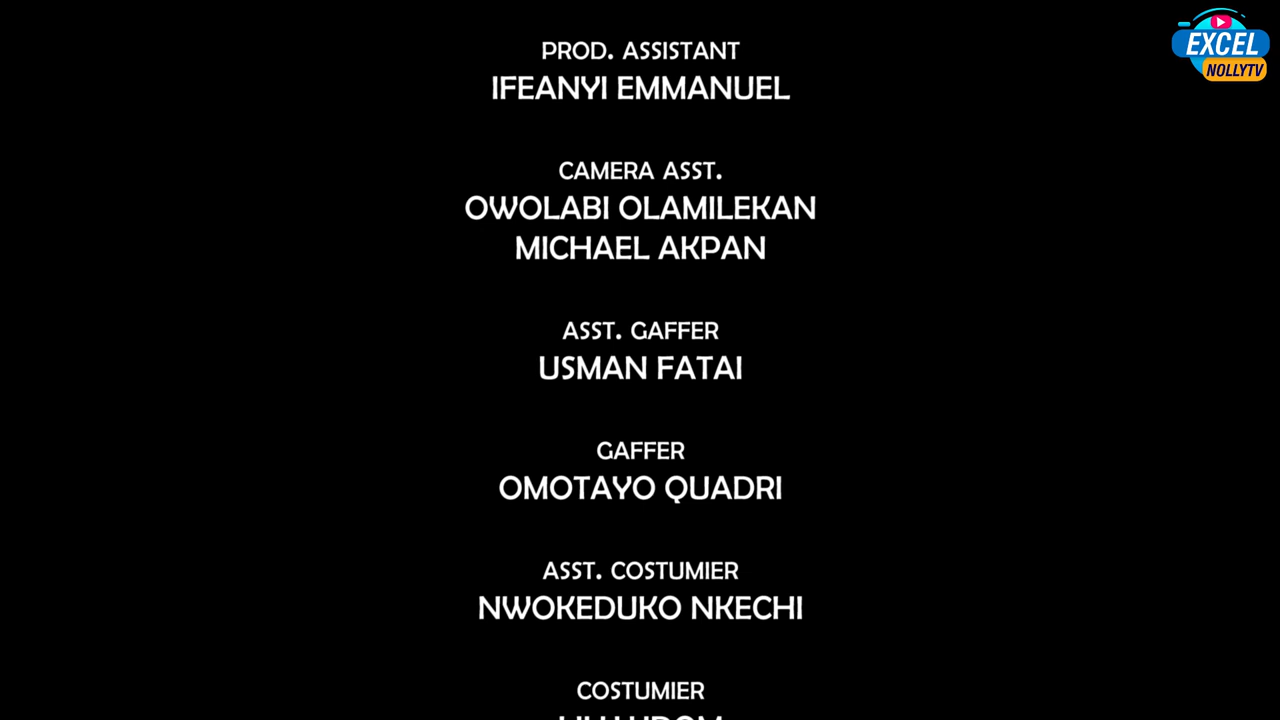 EXCEL
NOLLYTV
PROD. ASSISTANT
IFEANYI EMMANUEL
CAMERA ASST.
OWOLABI OLAMILEKAN
MICHAEL AKPAN
ASST. GAFFER
USMAN FATAI
GAFFER
OMOTAYO QUADRI
ASST. COSTUMIER
NWOKEDUKO NKECHI
COSTUMIER